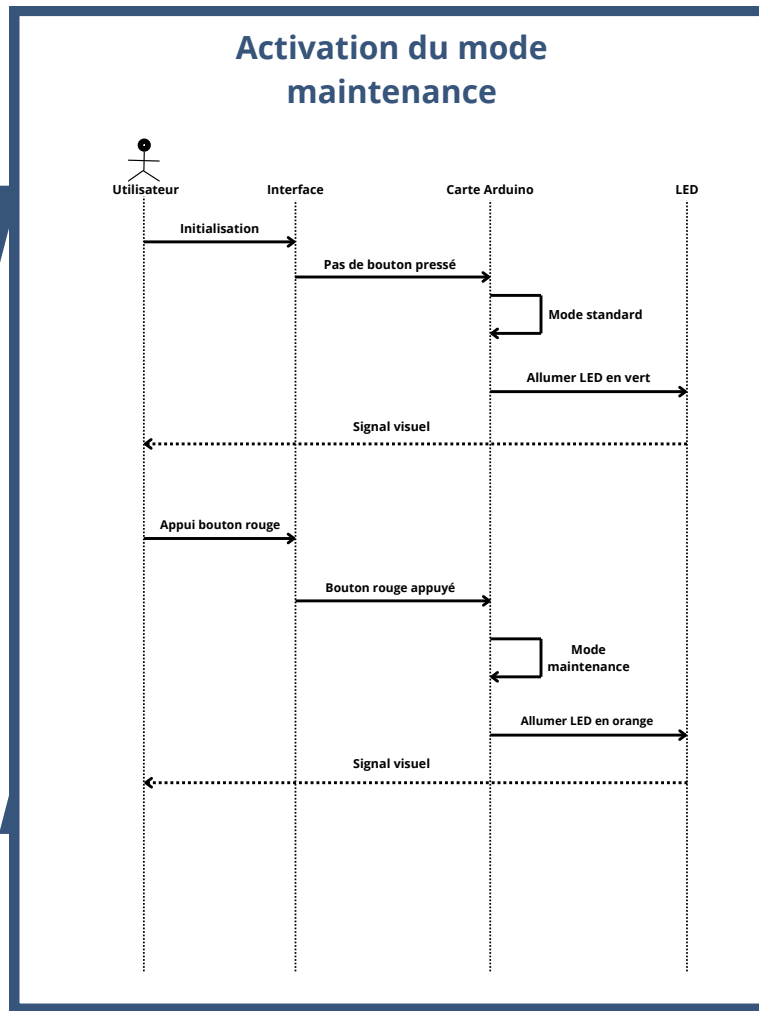 Activation du mode
maintenance
Utilisateur
Interface
Carte Arduino
LED
Initialisation
Pas de bouton pressé
Mode standard
Allumer LED en vert
Signal visuel
Appui bouton rouge
Bouton rouge appuyé
Mode
maintenance
Allumer LED en orange
Signal visuel